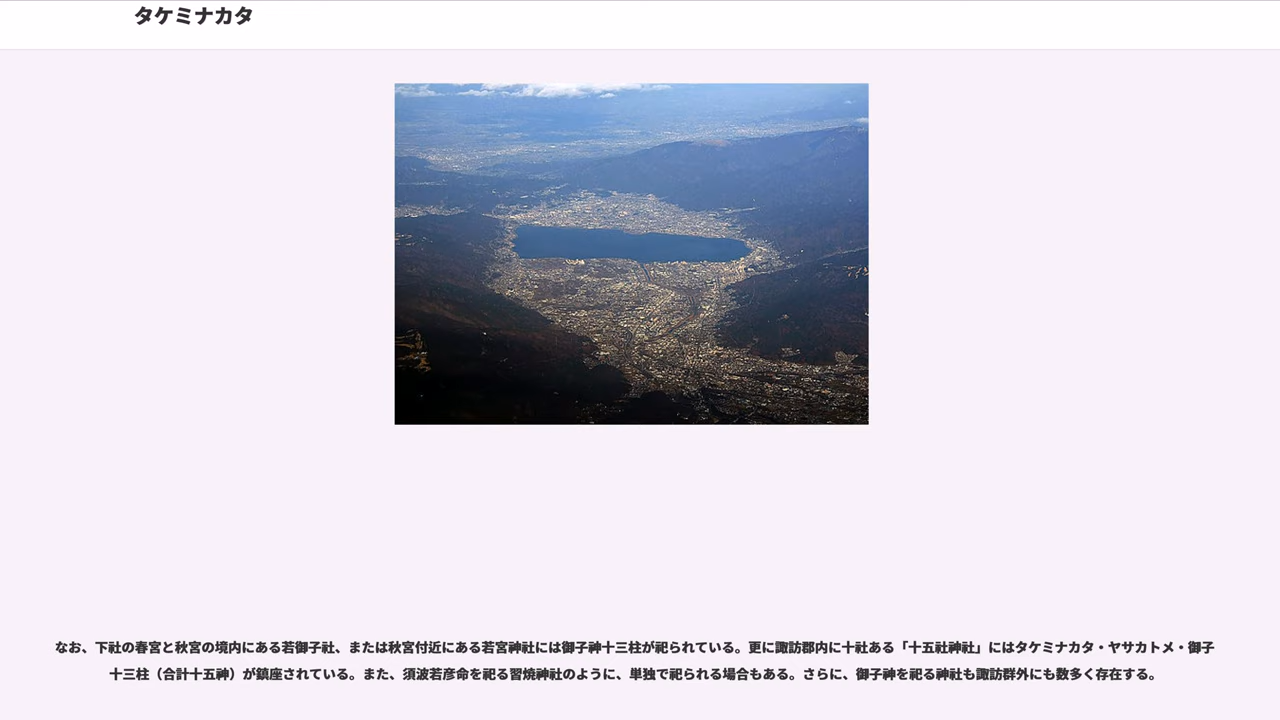 タケミナカタ
なお、下社の春宮と秋宮の境内にある若御子社、または秋宮付近にある若宮神社には御子神十三柱が祀られている。更に諏訪郡内に十社ある「十五社神社」にはタケミナカタ・ヤサカトメ・御子
十三柱（合計十五神）が鎮座されている。また、須波若彦命を祀る習焼神社のように、単独で祀られる場合もある。さらに、御子神を祀る神社も諏訪群外にも数多く存在する。